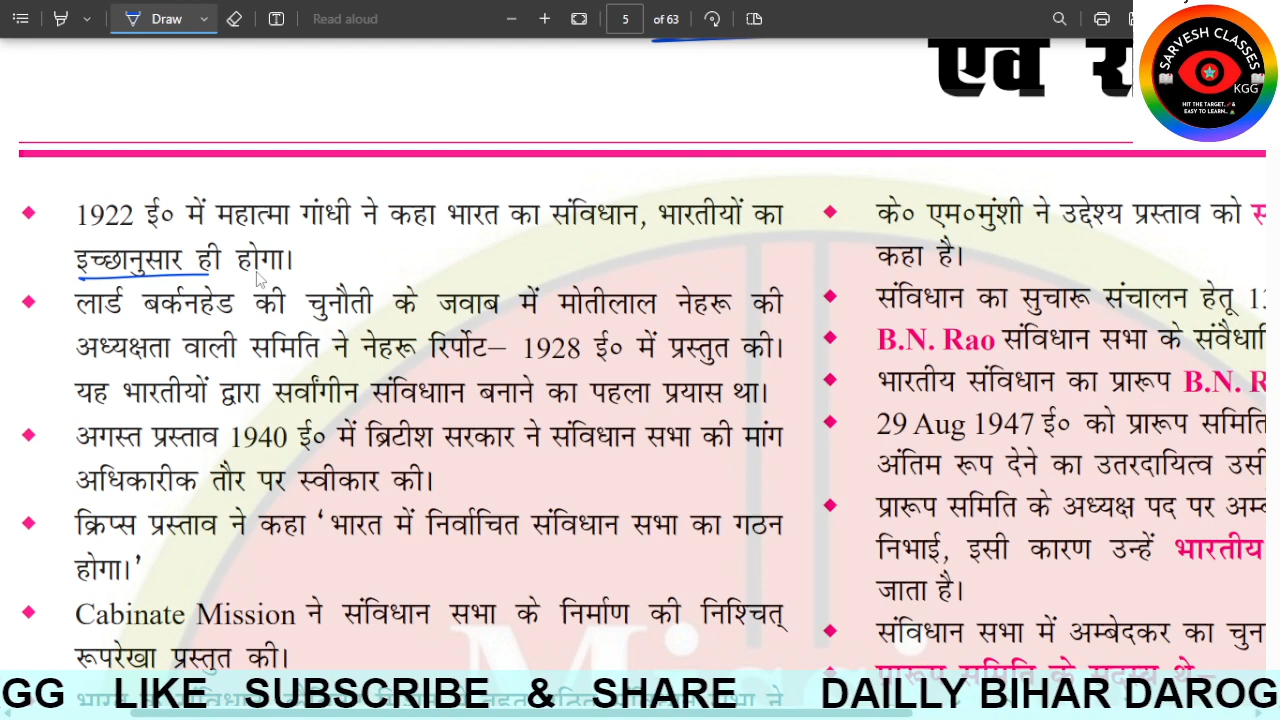 Draw
Read aloud
5 of 63
SARVESH CLASSES
KGG
HIT THE TARGET.. &
EASY TO LEARN...
एवं
1922 ई० में महात्मा गांधी ने कहा भारत का संविधान, भारतीयों का
इच्छानुसार ही होगा।
लार्ड बर्कनहेड की चुनौती के जवाब में मोतीलाल नेहरू की
अध्यक्षता वाली समिति ने नेहरू रिर्पोट– 1928 ई० में प्रस्तुत की।
यह भारतीयों द्वारा सर्वांगीन संविधाान बनाने का पहला प्रयास था।
अगस्त प्रस्ताव 1940 ई० में ब्रिटीश सरकार ने संविधान सभा की मांग
अधिकारीक तौर पर स्वीकार की।
क्रिप्स प्रस्ताव ने कहा ‘भारत में निर्वाचित संविधान सभा का गठन
होगा।’
Cabinate Mission ने संविधान सभा के निर्माण की निश्चित्
रूपरेखा प्रस्तुत की।
के० एम०मुंशी ने उद्देश्य प्रस्ताव को
कहा है।
संविधान का सुचारू संचालन हेतू 13
B.N. Rao संविधान सभा के
भारतीय संविधान का प्रारूप B.N. R
29 Aug 1947 ई० को प्रारूप समिति
अंतिम रूप देने का उतरदायित्व उसी
प्रारूप समिति के अध्यक्ष पद पर
निभाई, इसी कारण उन्हें भारतीय
जाता है।
संविधान सभा में अम्बेदकर का
प्रारूप समिति के सदस्य थे–
GG LIKE SUBSCRIBE & SHARE DAILLY BIHAR DAROG